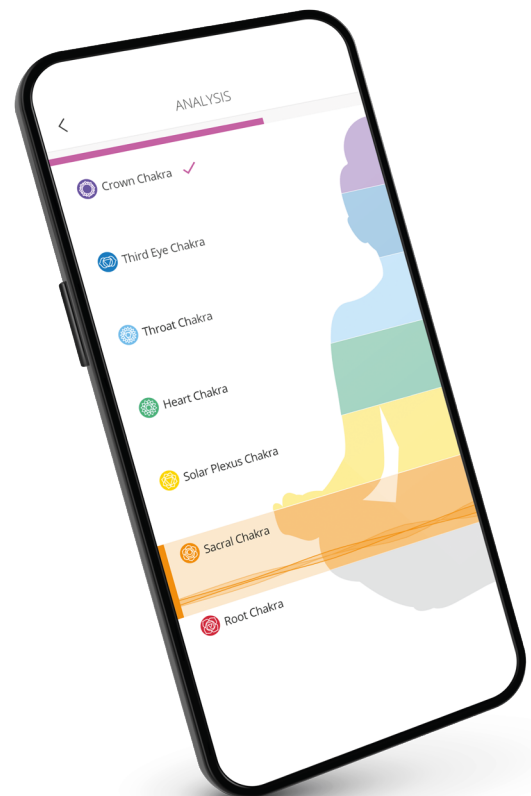 ANALYSIS
Crown Chakra
Third Eye Chakra
Throat Chakra
Heart Chakra
Solar Plexus Chakra
Sacral Chakra
Root Chakra